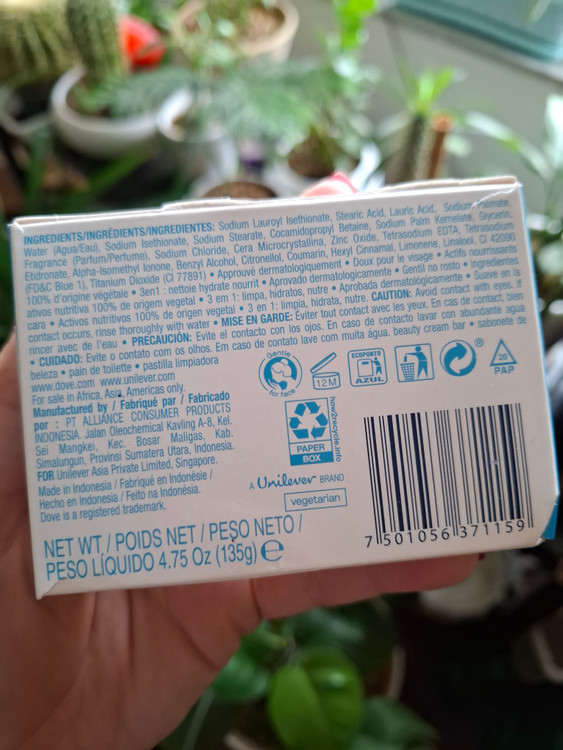 INGREDIENTS/INGRÉDIENTS/INGREDIENTES: Sodium Lauroyl Isethionate, Stearic Acid, Lauric Acid, Sodium Palmate,
Water (Agua/Eau), Sodium Isethionate, Sodium Stearate, Cocamidopropyl Betaine, Sodium Palm Kernelate, Glycerin,
Fragrance (Parfum/Perfume), Sodium Chloride, Cera Microcrystallina, Zinc Oxide, Tetrasodium EDTA, Tetrasodium
Etidronate, Alpha-Isomethyl Ionone, Benzyl Alcohol, Citronellol, Coumarin, Hexyl Cinnamal, Limonene, Linalool, CI 42090
(FD&C Blue 1), Titanium Dioxide (CI 77891) • Approuvé dermatologiquement • Doux pour le visage • Actifs nourrissants
100% d'origine végétale • 3en1 : nettoie hydrate nourrit • Aprovado dermatologicamente • Gentil no rosto • Ingredientes
ativos nutritiva 100% de origem vegetal • 3 em 1: limpa, hidratos, nutre • Aprobada dermatológicamente • Suave en la
cara • Activos nutritivos 100% de origen vegetal • 3 en 1: limpia, hidrata, nutre. CAUTION: Avoid contact with eyes. If
contact occurs, rinse thoroughly with water • MISE EN GARDE: Éviter tout contact avec les yeux. En cas de contact, bien
rincer avec de l'eau • PRECAUCIÓN: Evite el contacto con los ojos. En caso de contacto lavar con abundante agua
• CUIDADO: Evite o contato com os olhos. Em caso de contato lave com muita água. beauty cream bar • sabonete de
beleza • pain de toilette • pastilla limpiadora
www.dove.com www.unilever.com
For sale in Africa, Asia, Americas only.
Manufactured by / Fabriqué par / Fabricado
por : PT ALLIANCE CONSUMER PRODUCTS
INDONESIA. Jalan Oleochemical Kavling A-8, Kel.
Sei Mangkei, Kec. Bosar Maligas, Kab.
Simalungun, Provinsi Sumatera Utara, Indonesia.
FOR Unilever Asia Private Limited, Singapore.
Made in Indonesia / Fabriqué en Indonésie /
Hecho en Indonesia / Feito na Indonésia.
Dove is a registered trademark.
NET WT / POIDS NET / PESO NETO /
PESO LÍQUIDO 4.75 Oz (135g) ℮
Gentle
for face
12M
ECOPONTO
AZUL
®
20
PAP
PAPER
BOX
how2recycle.info
A Unilever BRAND
vegetarian
7 501056 371159